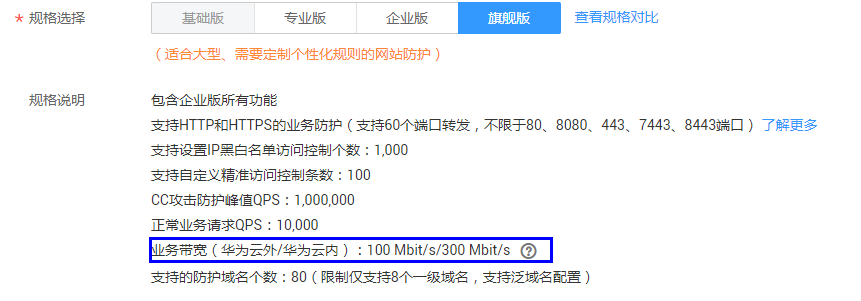 * 规格选择 基础版 专业版 企业版 旗舰版 查看规格对比
（适合大型、需要定制个性化规则的网站防护）
规格说明 包含企业版所有功能
支持HTTP和HTTPS的业务防护（支持60个端口转发，不限于80、8080、443、7443、8443端口）了解更多
支持设置IP黑白名单访问控制个数：1,000
支持自定义精准访问控制条数：100
CC攻击防护峰值QPS：1,000,000
正常业务请求QPS：10,000
业务带宽（华为云外/华为云内）：100 Mbit/s/300 Mbit/s ?
支持的防护域名个数：80（限制仅支持8个一级域名，支持泛域名配置）